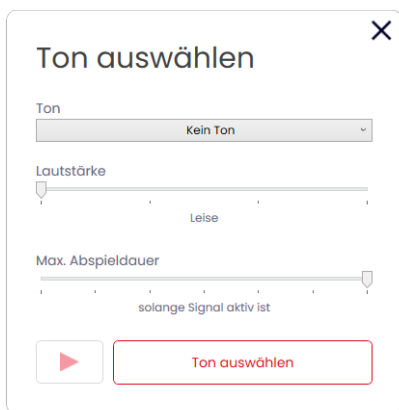 Ton auswählen
Ton
Kein Ton
Lautstärke
Leise
Max. Abspieldauer
solange Signal aktiv ist
Ton auswählen